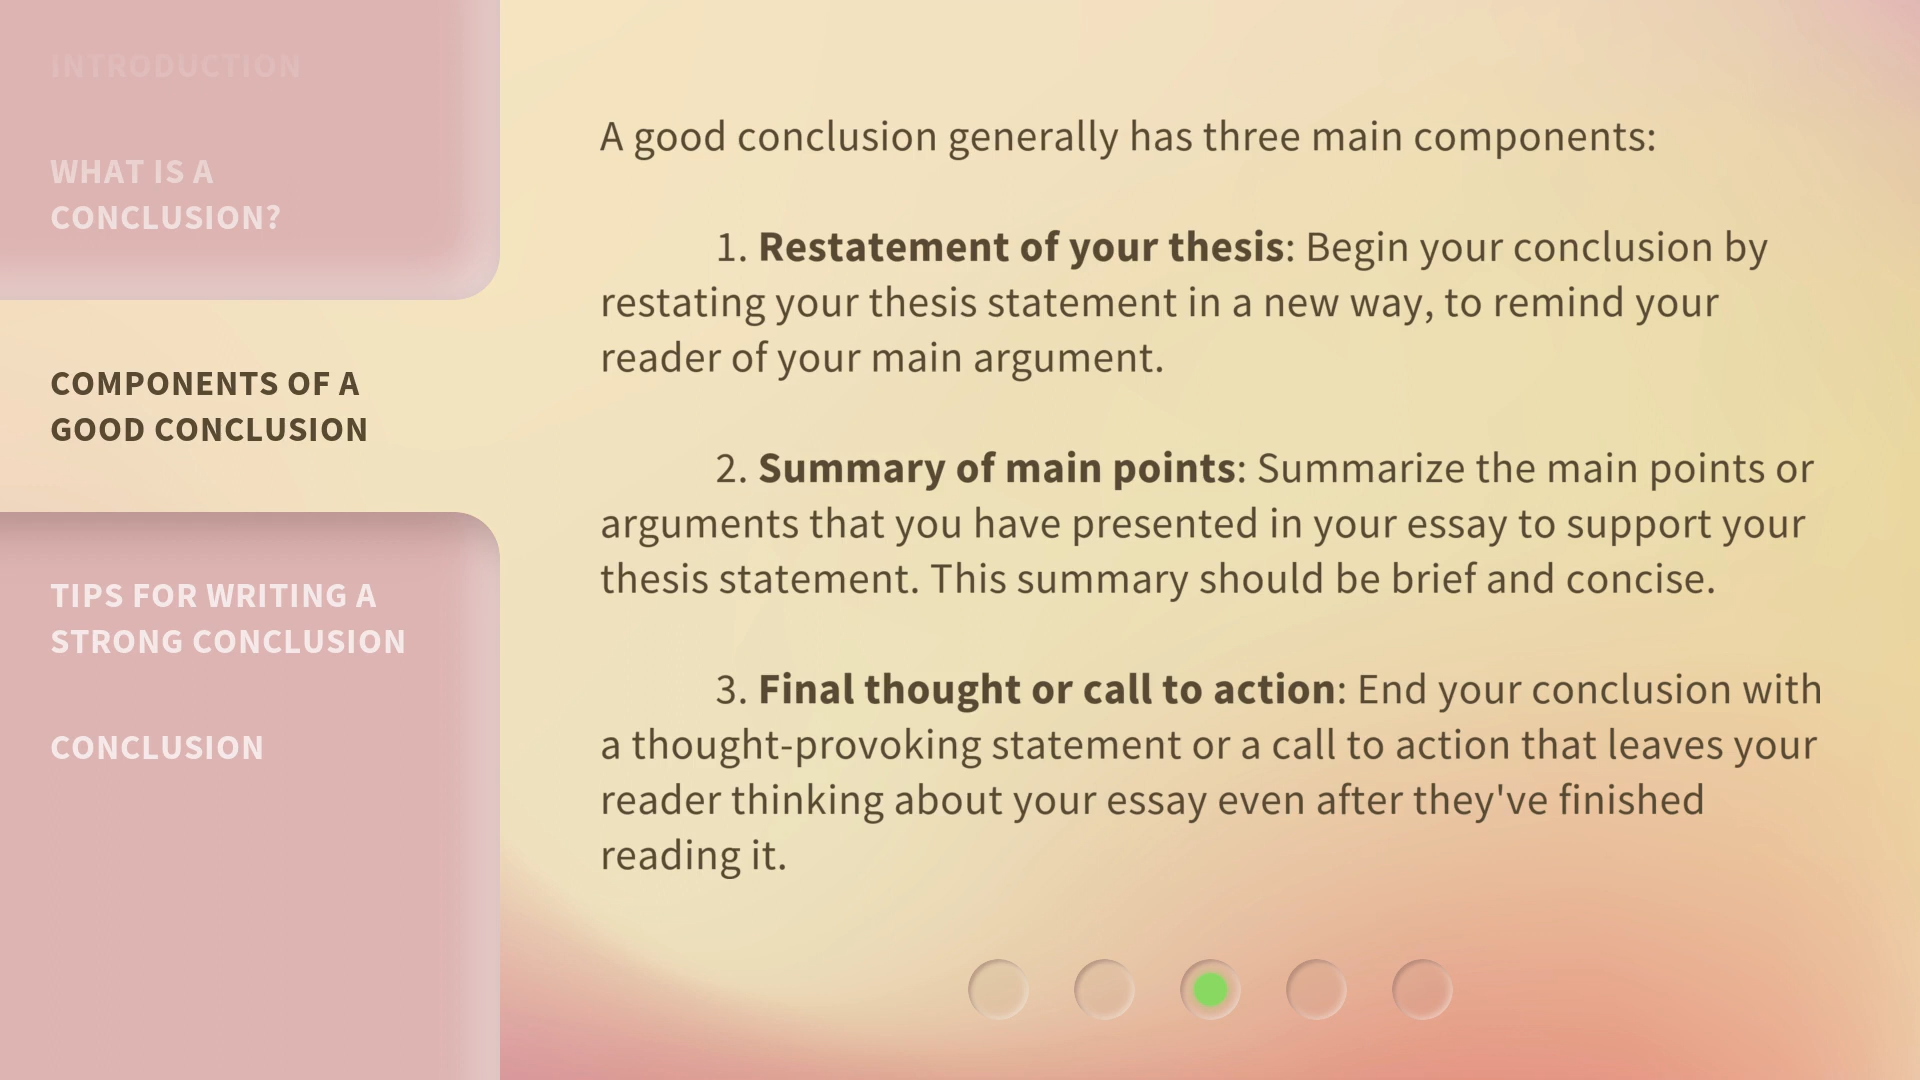 INTRODUCTION
WHAT IS A
CONCLUSION?
COMPONENTS OF A
GOOD CONCLUSION
TIPS FOR WRITING A
STRONG CONCLUSION
CONCLUSION
A good conclusion generally has three main components:
1. Restatement of your thesis: Begin your conclusion by
restating your thesis statement in a new way, to remind your
reader of your main argument.
2. Summary of main points: Summarize the main points or
arguments that you have presented in your essay to support your
thesis statement. This summary should be brief and concise.
3. Final thought or call to action: End your conclusion with
a thought-provoking statement or a call to action that leaves your
reader thinking about your essay even after they've finished
reading it.